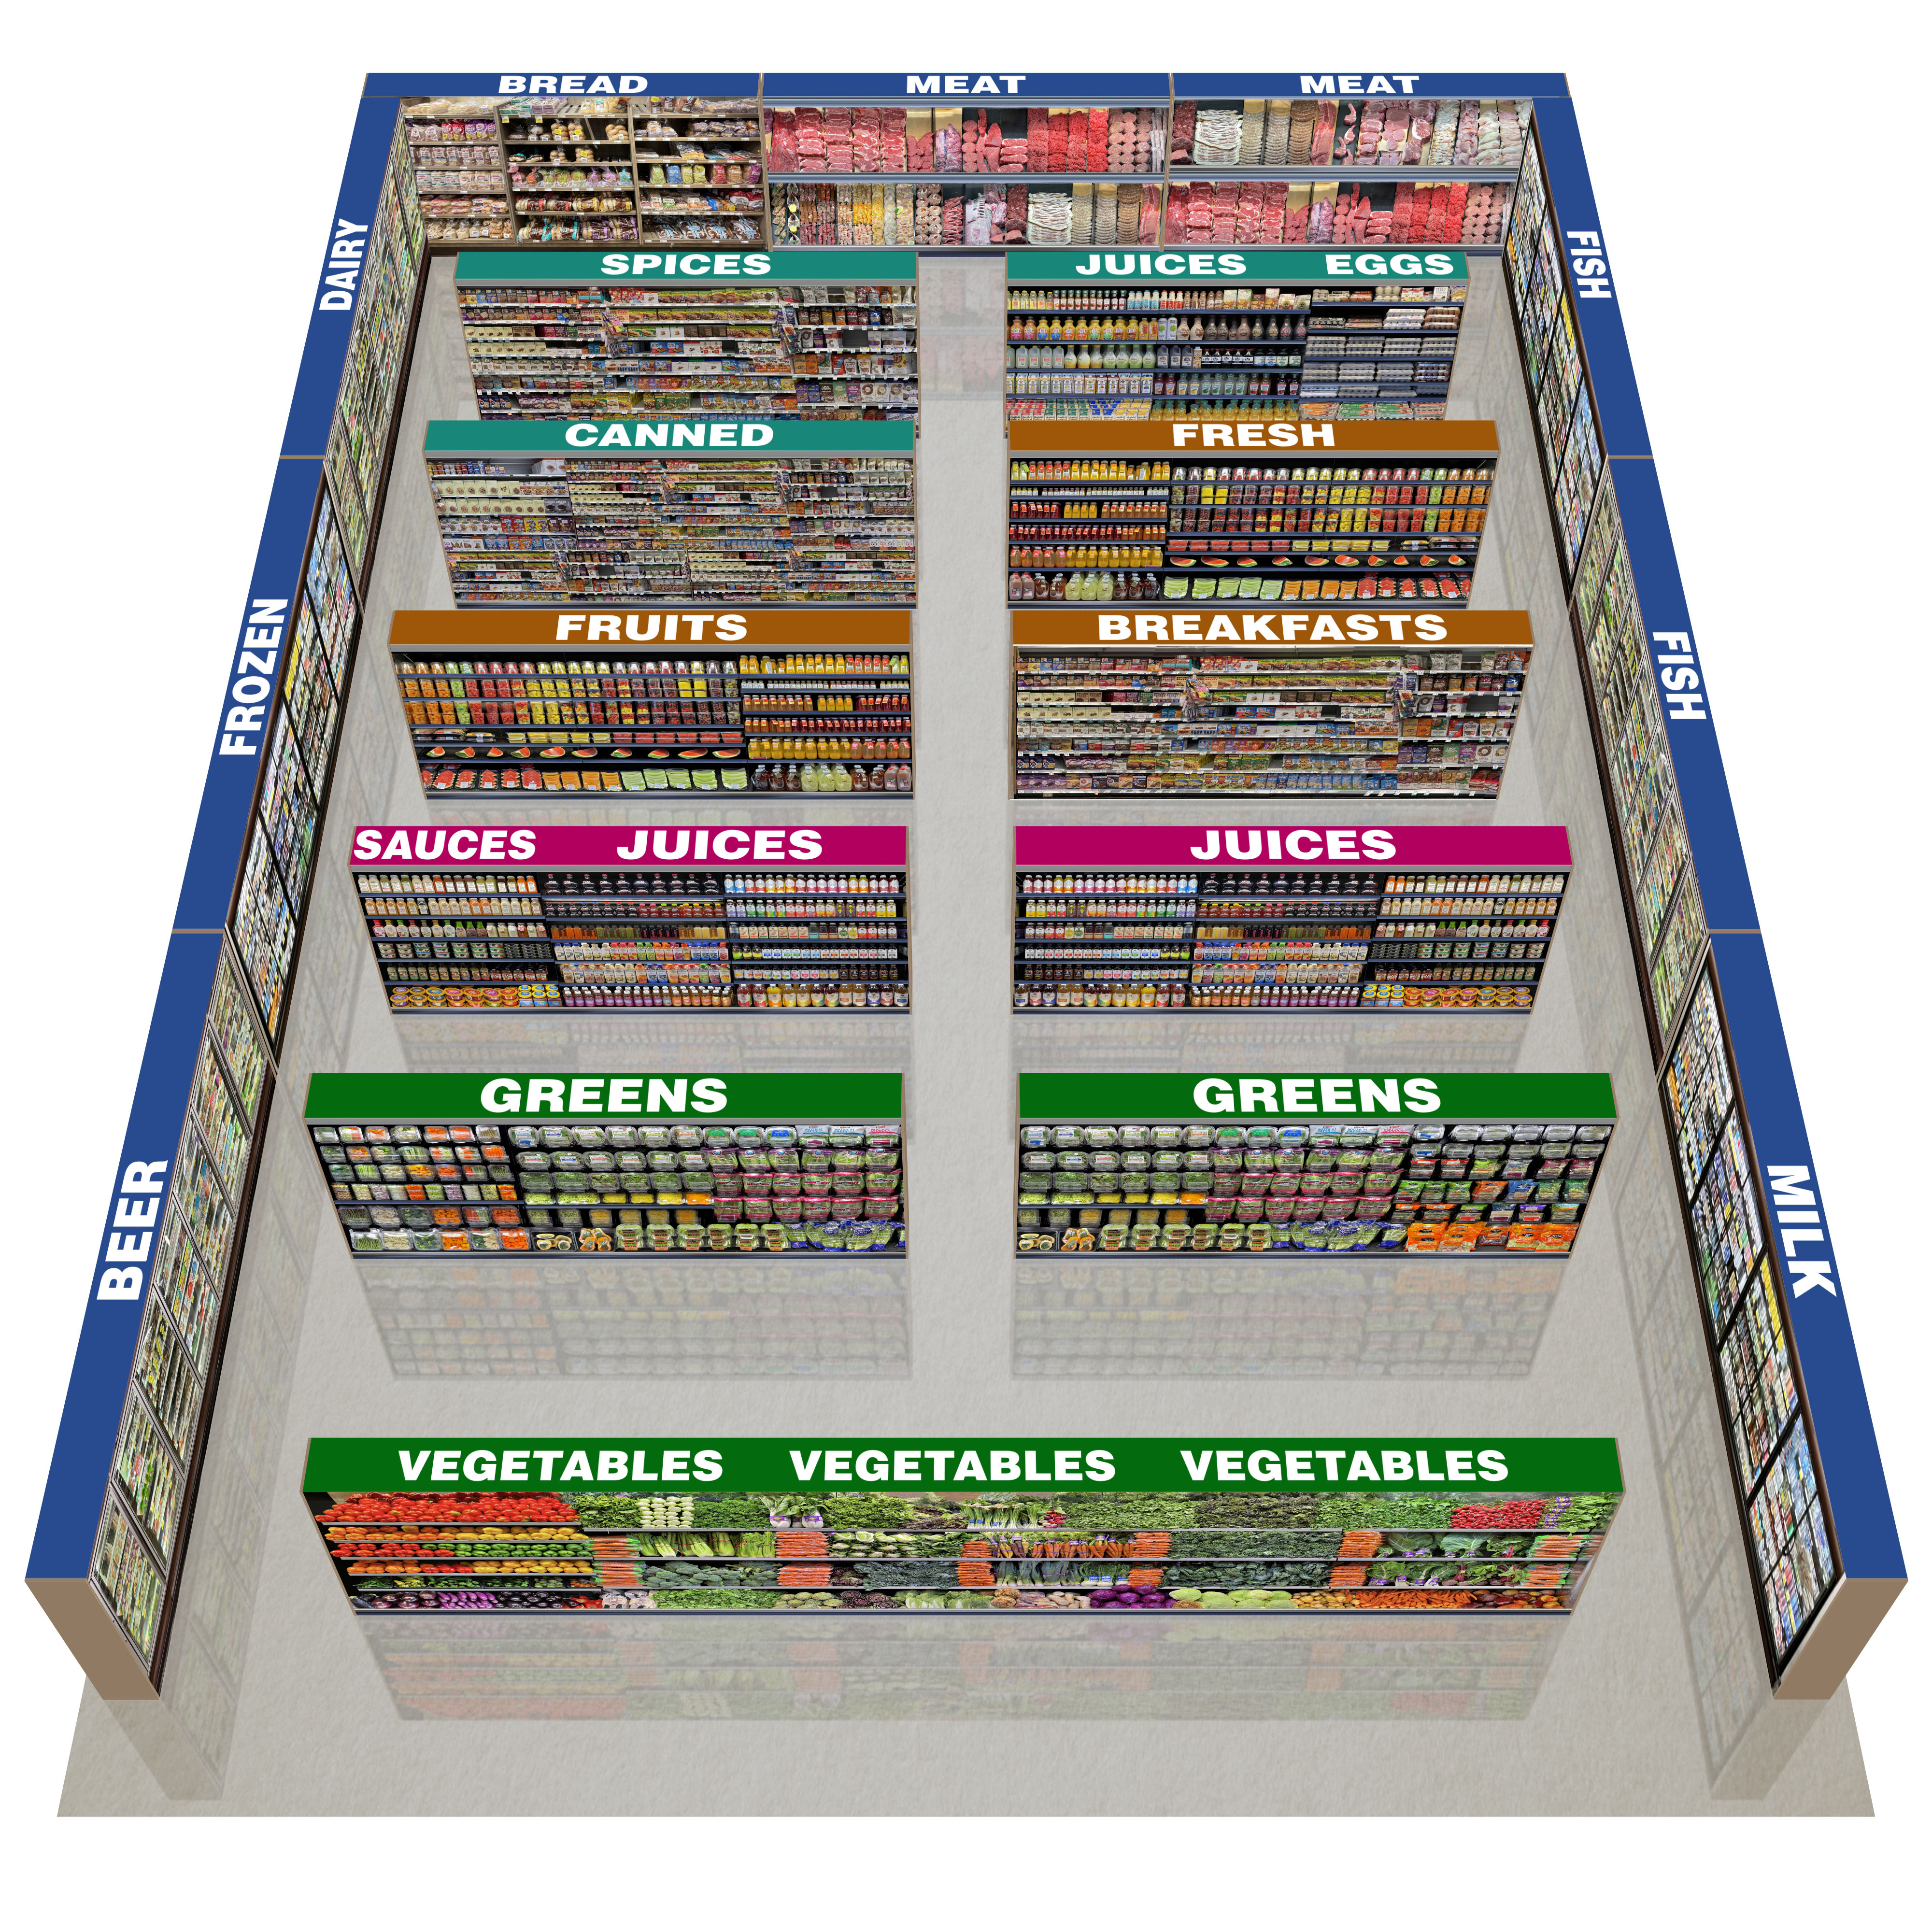 BREAD MEAT MEAT
DAIRY
SPICES
JUICES EGGS
FISH
CANNED
FRESH
FROZEN
FRUITS
BREAKFASTS
FISH
SAUCES JUICES
JUICES
BEER
GREENS
GREENS
MILK
VEGETABLES VEGETABLES VEGETABLES